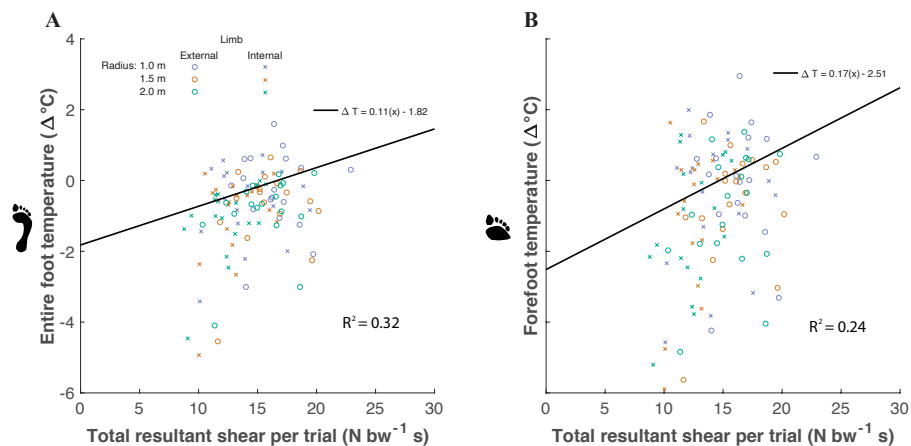 A
B
Limb
External Internal
Radius: 1.0 m
1.5 m
2.0 m
Δ T = 0.11(x) - 1.82
Δ T = 0.17(x) - 2.51
4
2
0
-2
-4
-6
Entire foot temperature (Δ°C)
Forefoot temperature (Δ°C)
R² = 0.32
R² = 0.24
0 5 10 15 20 25 30
0 5 10 15 20 25 30
Total resultant shear per trial (N bw⁻¹ s)
Total resultant shear per trial (N bw⁻¹ s)